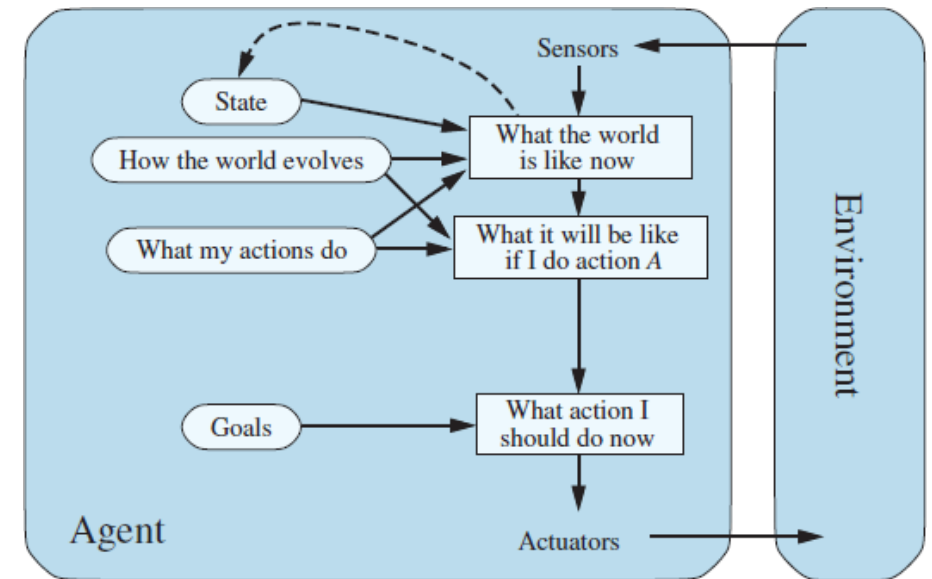 Sensors
State
What the world
is like now
How the world evolves
What it will be like
if I do action A
What my actions do
Environment
What action I
should do now
Goals
Agent
Actuators